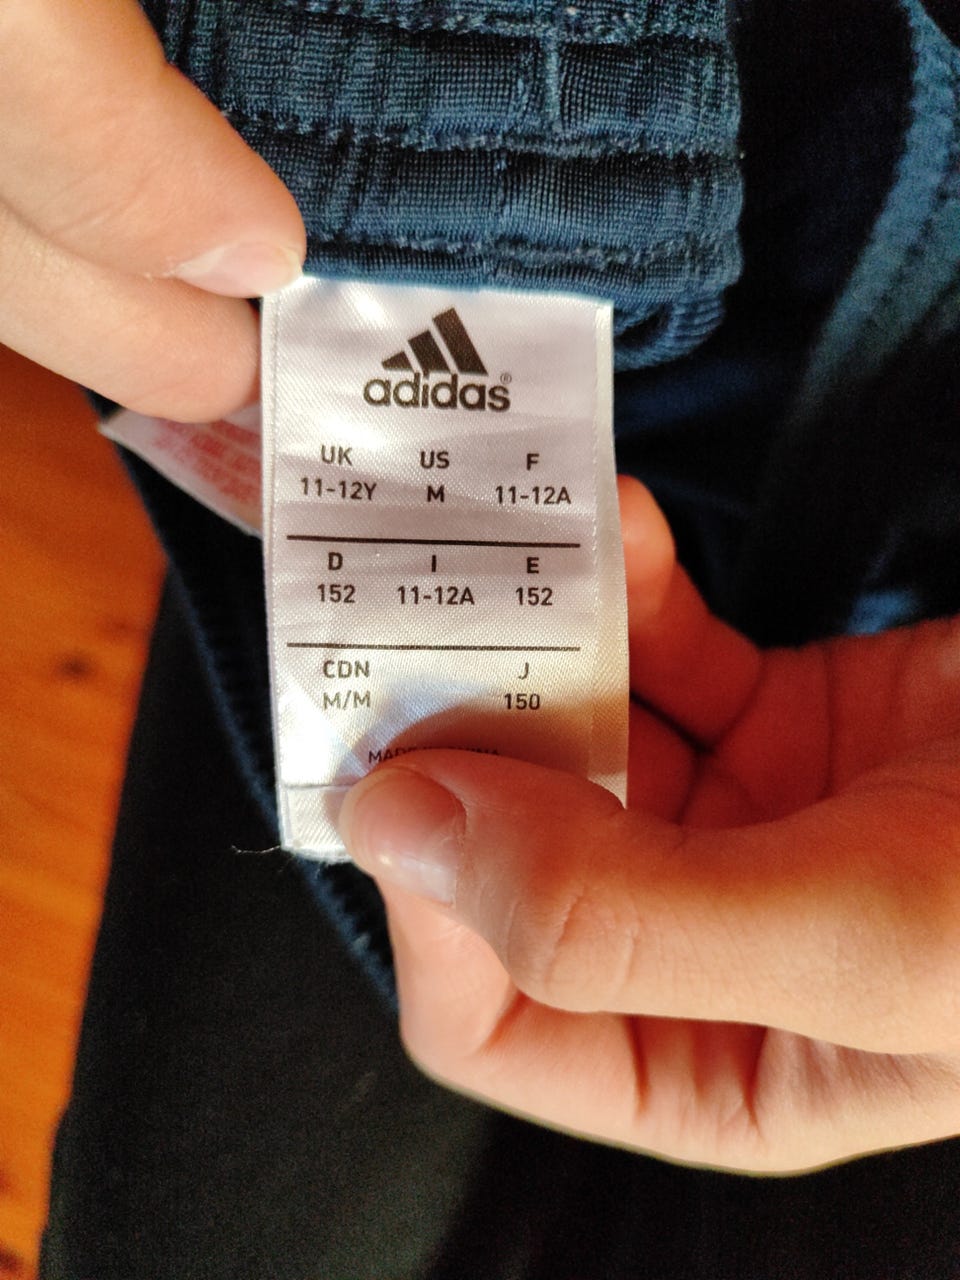 adidas®
UK US F
11-12Y M 11-12A
D I E
152 11-12A 152
CDN J
M/M 150